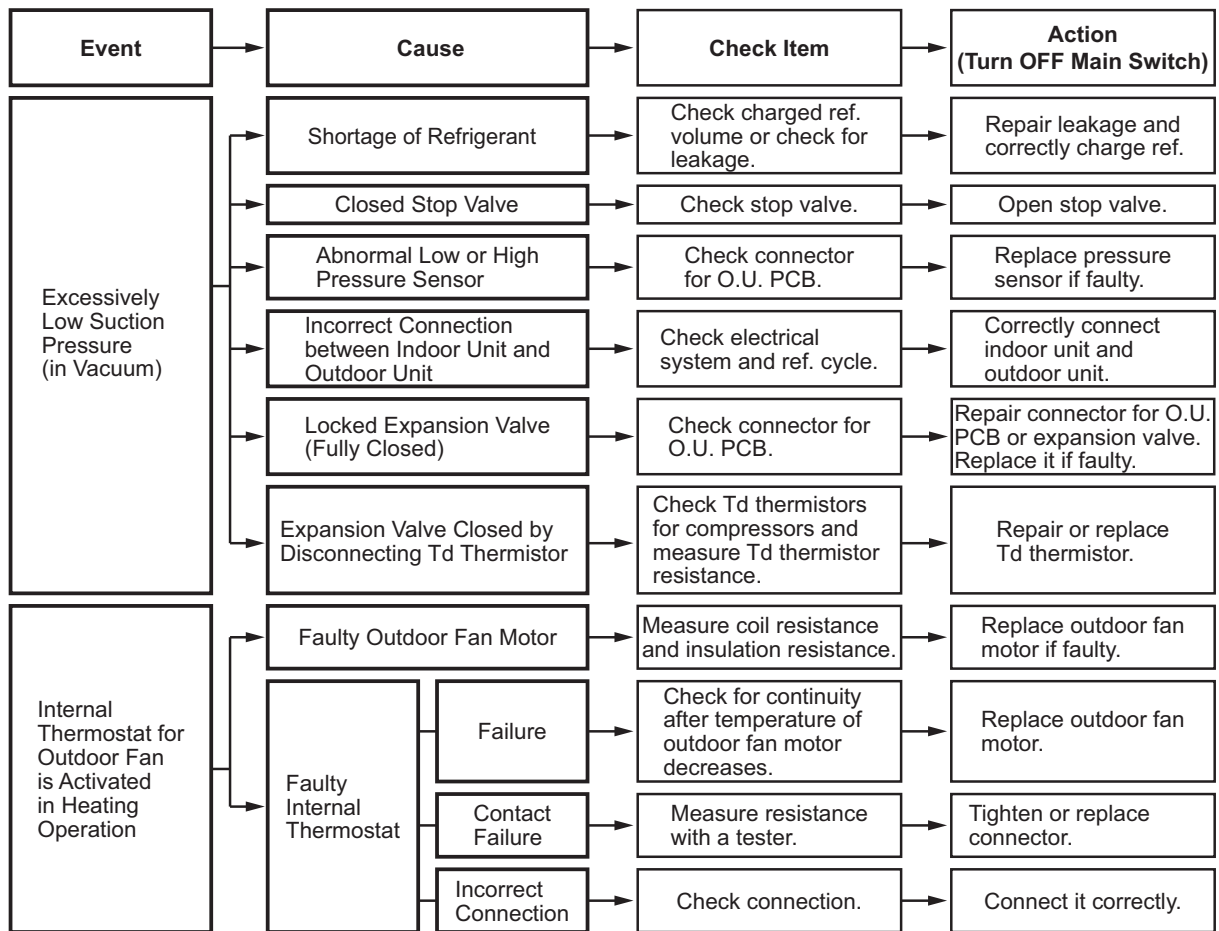 Event
Cause
Check Item
Action
(Turn OFF Main Switch)
Excessively
Low Suction
Pressure
(in Vacuum)
Shortage of Refrigerant
Check charged ref.
volume or check for
leakage.
Repair leakage and
correctly charge ref.
Closed Stop Valve
Check stop valve.
Open stop valve.
Abnormal Low or High
Pressure Sensor
Check connector
for O.U. PCB.
Replace pressure
sensor if faulty.
Incorrect Connection
between Indoor Unit and
Outdoor Unit
Check electrical
system and ref. cycle.
Correctly connect
indoor unit and
outdoor unit.
Locked Expansion Valve
(Fully Closed)
Check connector for
O.U. PCB.
Repair connector for O.U.
PCB or expansion valve.
Replace it if faulty.
Expansion Valve Closed by
Disconnecting Td Thermistor
Check Td thermistors
for compressors and
measure Td thermistor
resistance.
Repair or replace
Td thermistor.
Internal
Thermostat for
Outdoor Fan
is Activated
in Heating
Operation
Faulty Outdoor Fan Motor
Measure coil resistance
and insulation resistance.
Replace outdoor fan
motor if faulty.
Faulty
Internal
Thermostat
Failure
Check for continuity
after temperature of
outdoor fan motor
decreases.
Replace outdoor fan
motor.
Contact
Failure
Measure resistance
with a tester.
Tighten or replace
connector.
Incorrect
Connection
Check connection.
Connect it correctly.